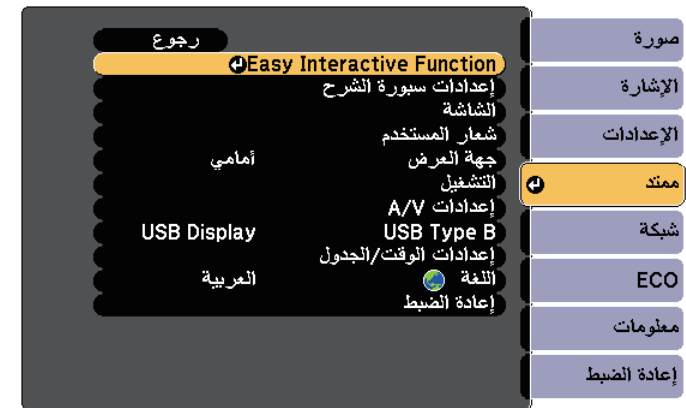 صورة
الإشارة
الإعدادات
ممتد
شبكة
ECO
معلومات
إعادة الضبط
رجوع
Easy Interactive Function
إعدادات سبورة الشرح
الشاشة
شعار المستخدم
جهة العرض أمامي
التشغيل
إعدادات A/V
USB Type B USB Display
إعدادات الوقت/الجدول
اللغة العربية
إعادة الضبط